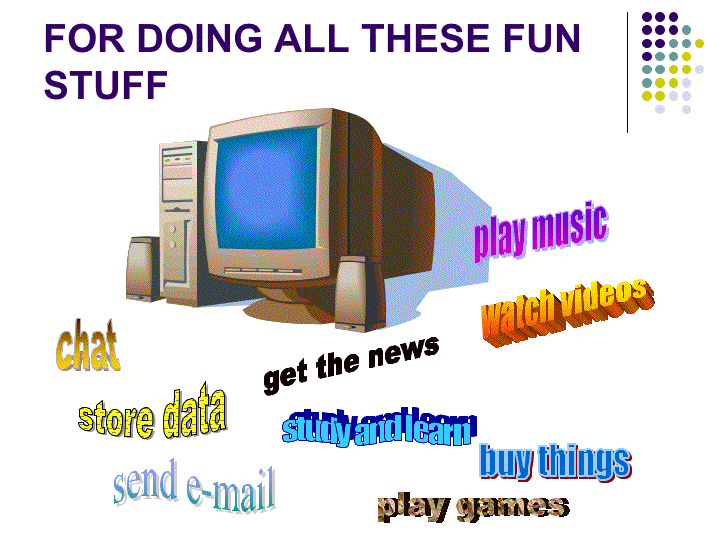 FOR DOING ALL THESE FUN
STUFF
play music
watch videos
chat
get the news
store data
study and learn
buy things
send e-mail
play games